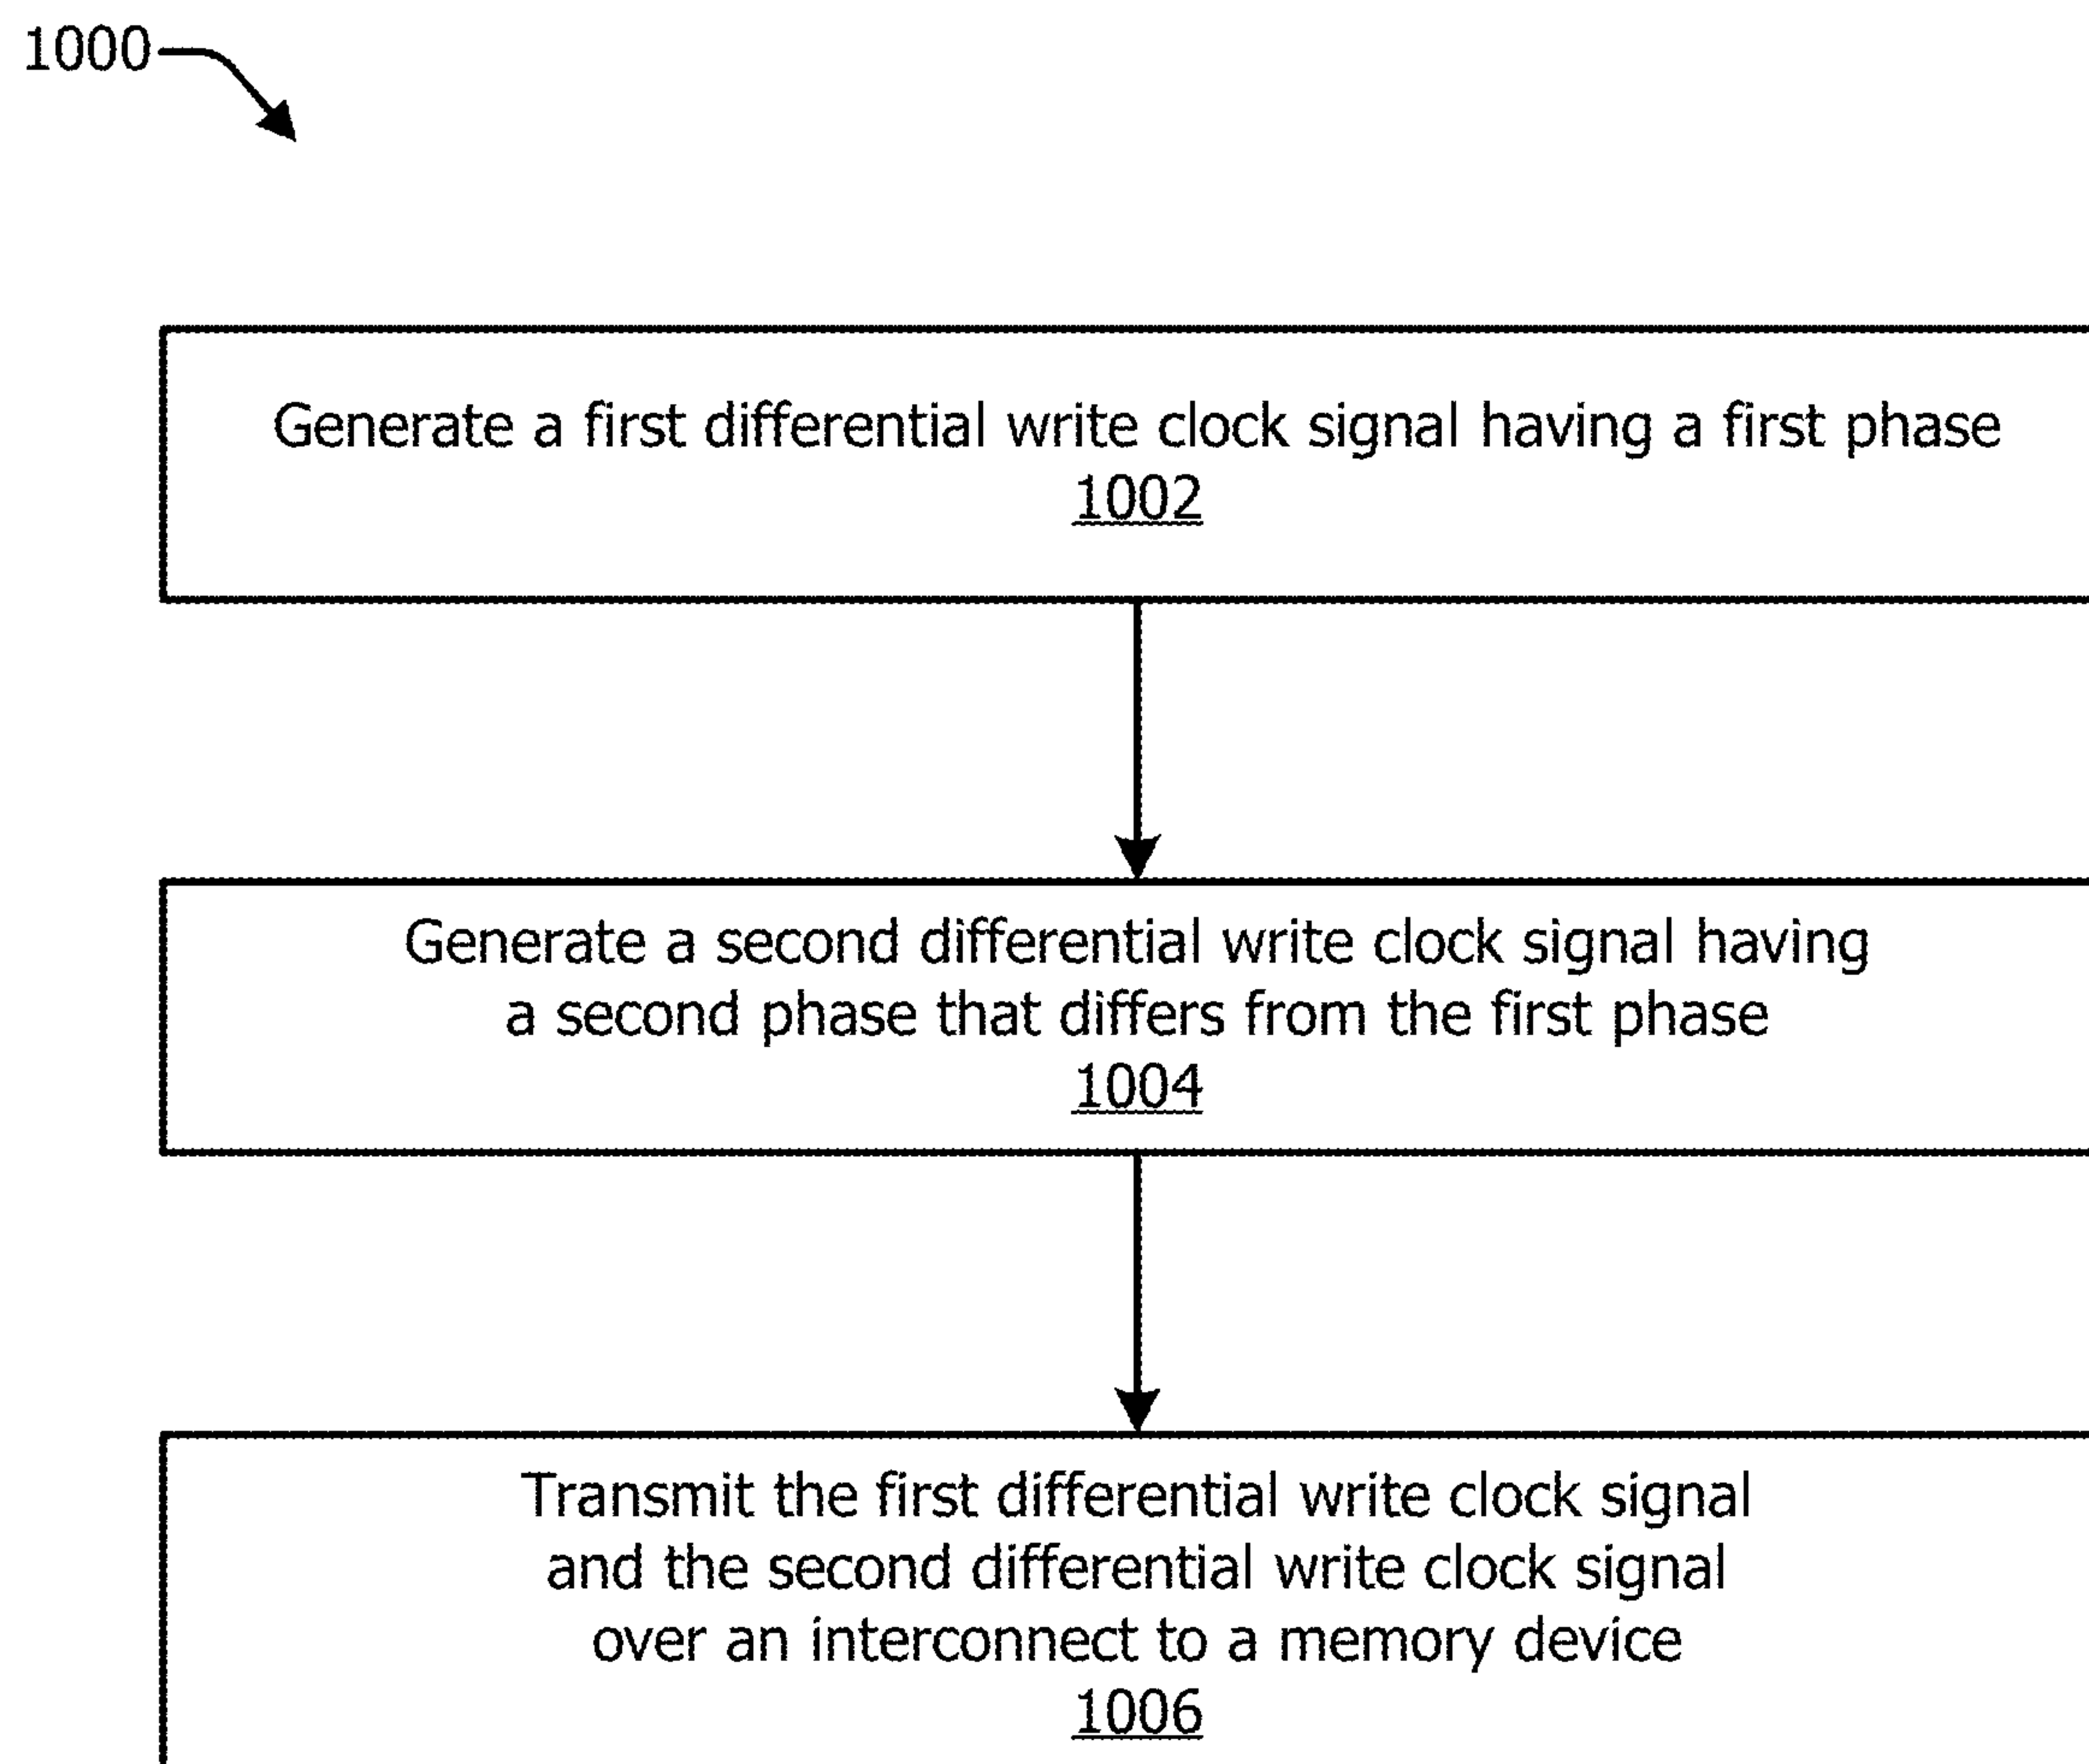 1000
Generate a first differential write clock signal having a first phase
1002
Generate a second differential write clock signal having
a second phase that differs from the first phase
1004
Transmit the first differential write clock signal
and the second differential write clock signal
over an interconnect to a memory device
1006